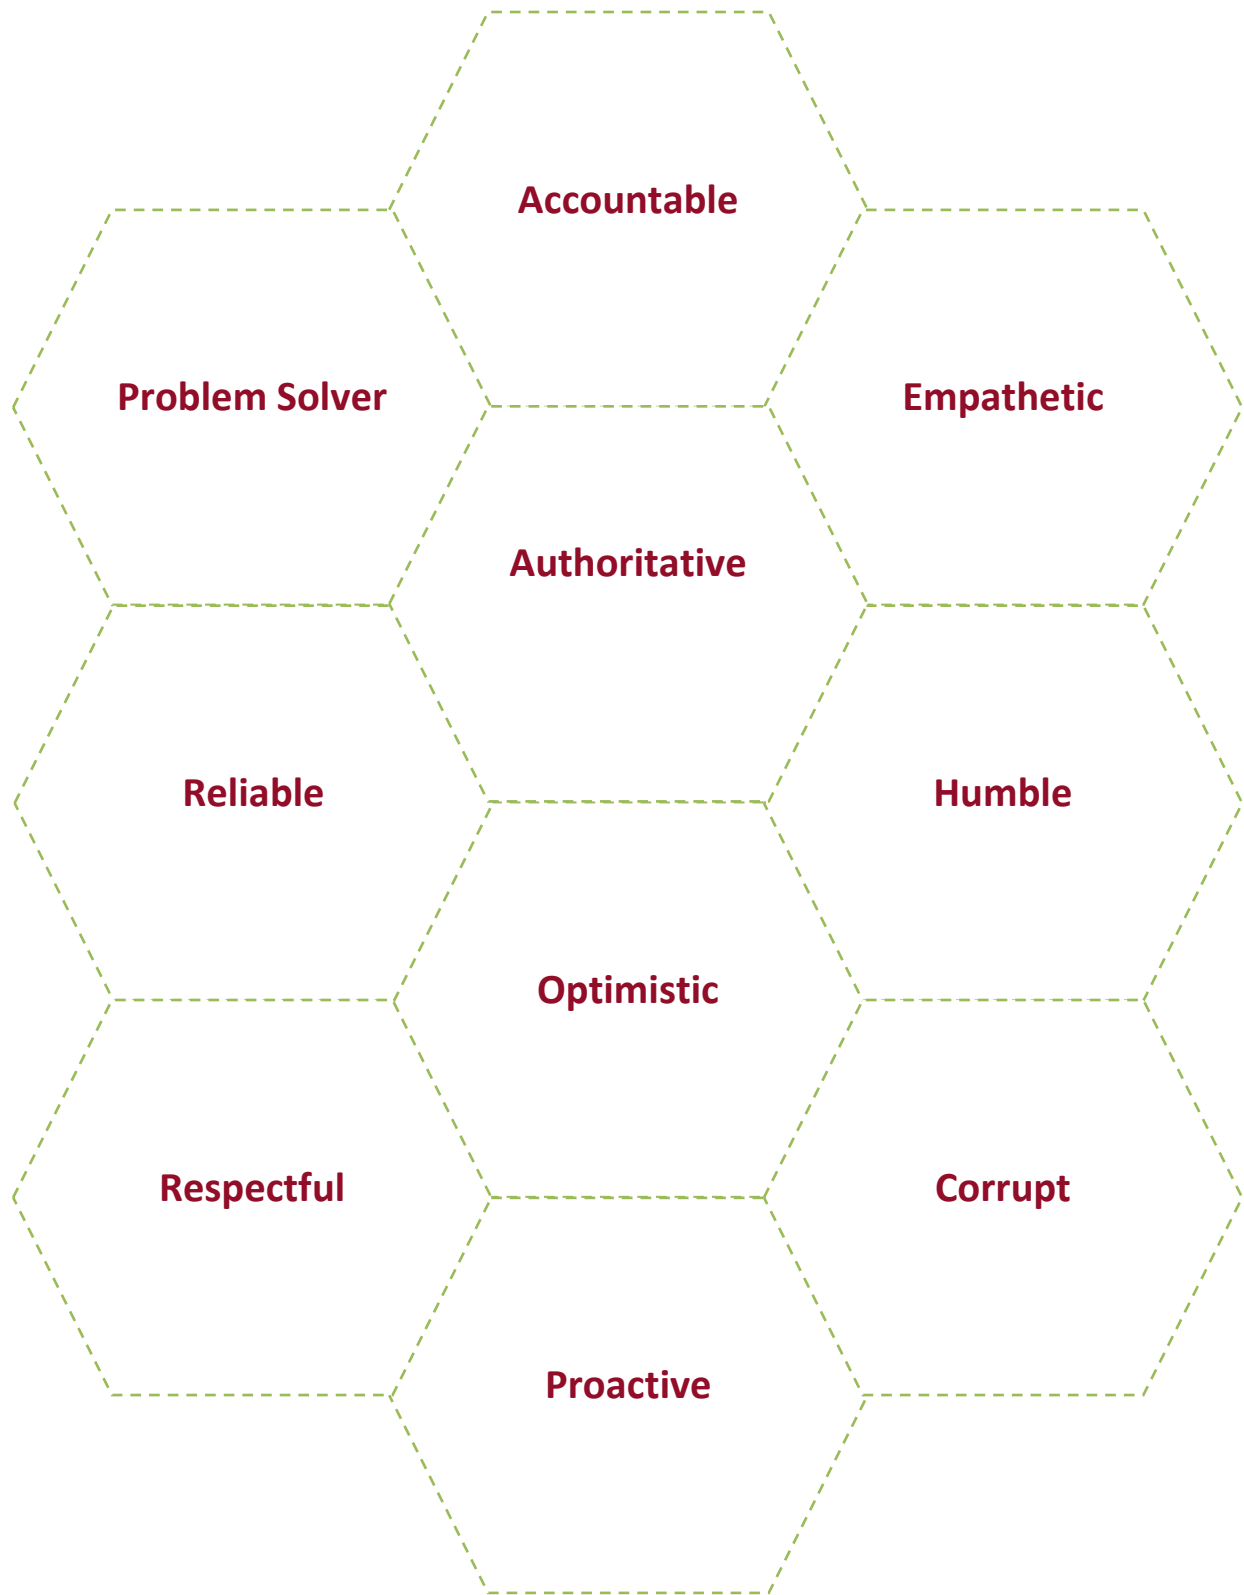 Accountable
Problem Solver
Empathetic
Authoritative
Reliable
Humble
Optimistic
Respectful
Corrupt
Proactive